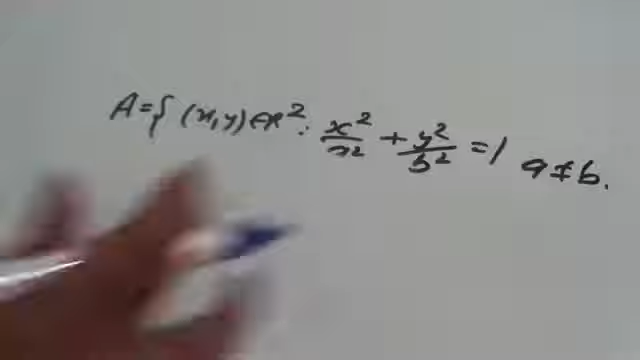 A={ (x,y)∈R²: x²/a² + y²/b² =1 a≠b.